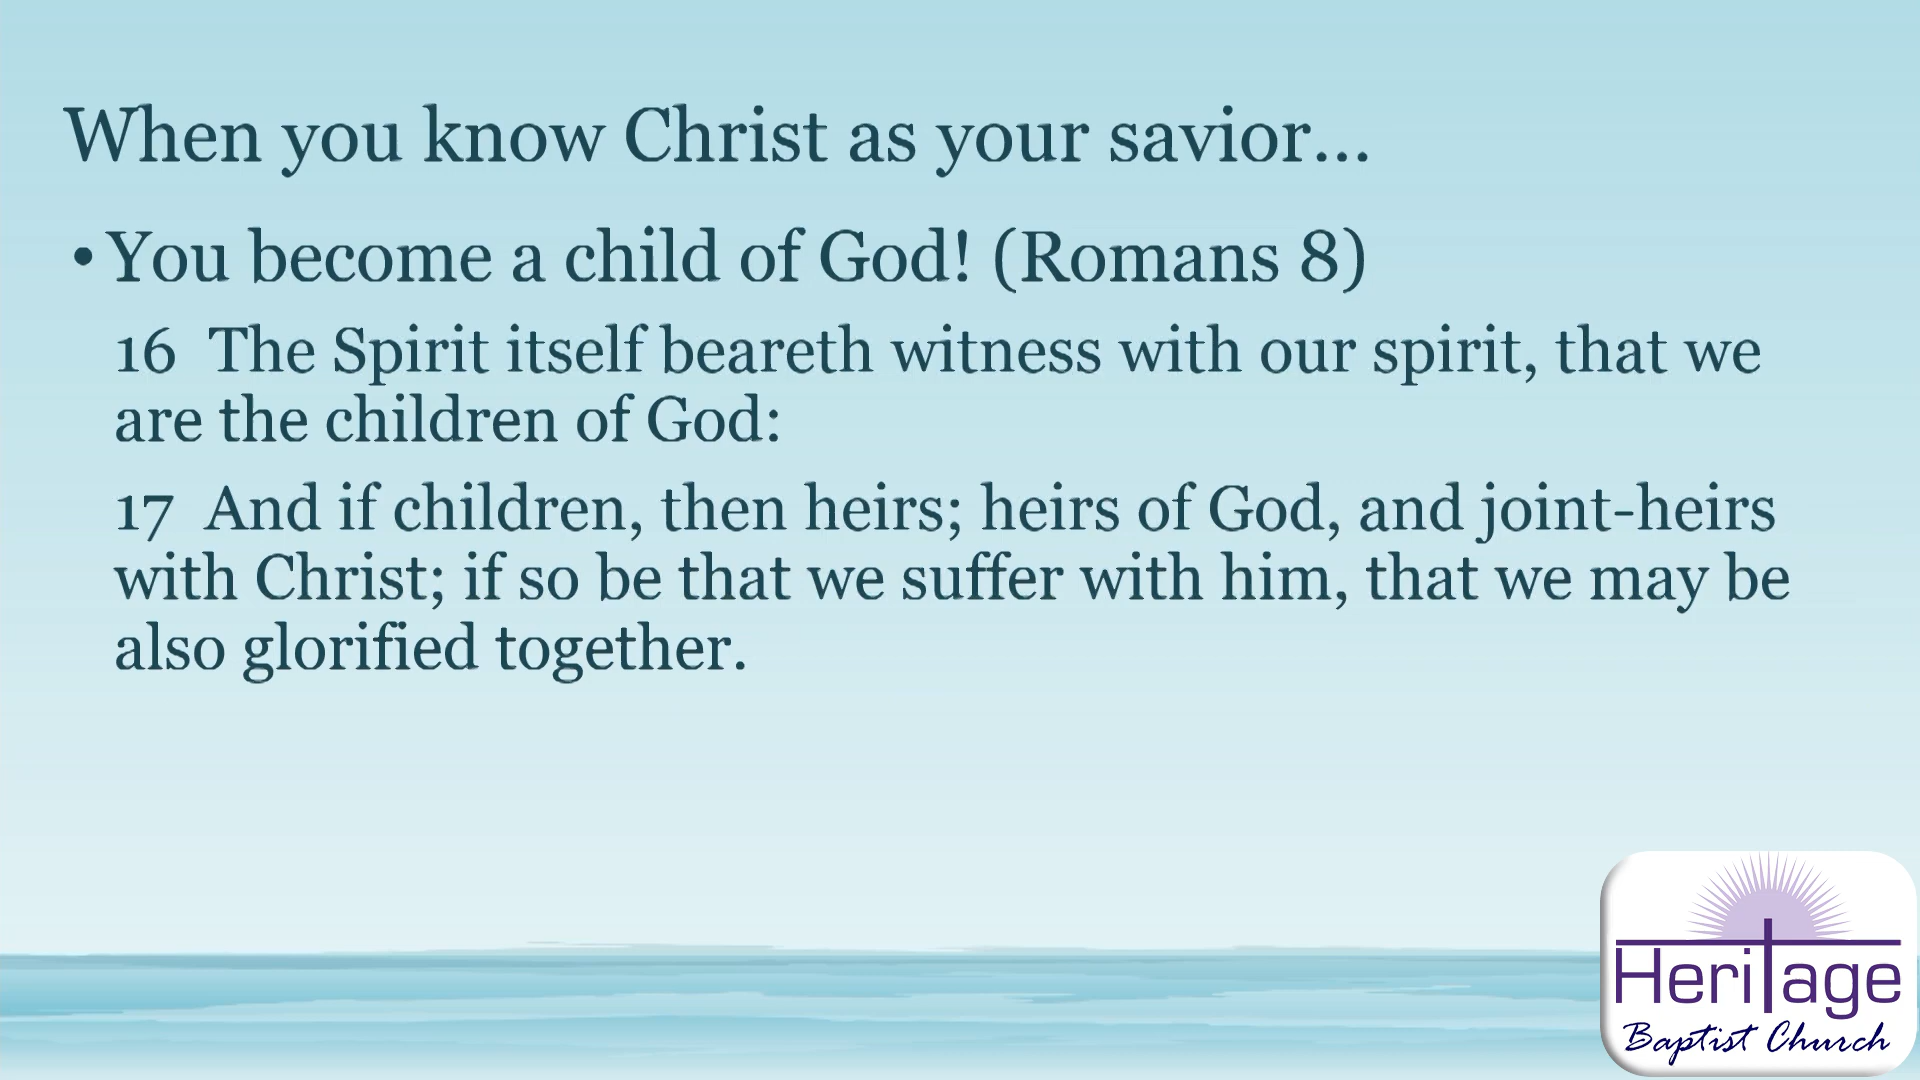 When you know Christ as your savior...
• You become a child of God! (Romans 8)
16 The Spirit itself beareth witness with our spirit, that we
are the children of God:
17 And if children, then heirs; heirs of God, and joint-heirs
with Christ; if so be that we suffer with him, that we may be
also glorified together.
Heritage
Baptist Church